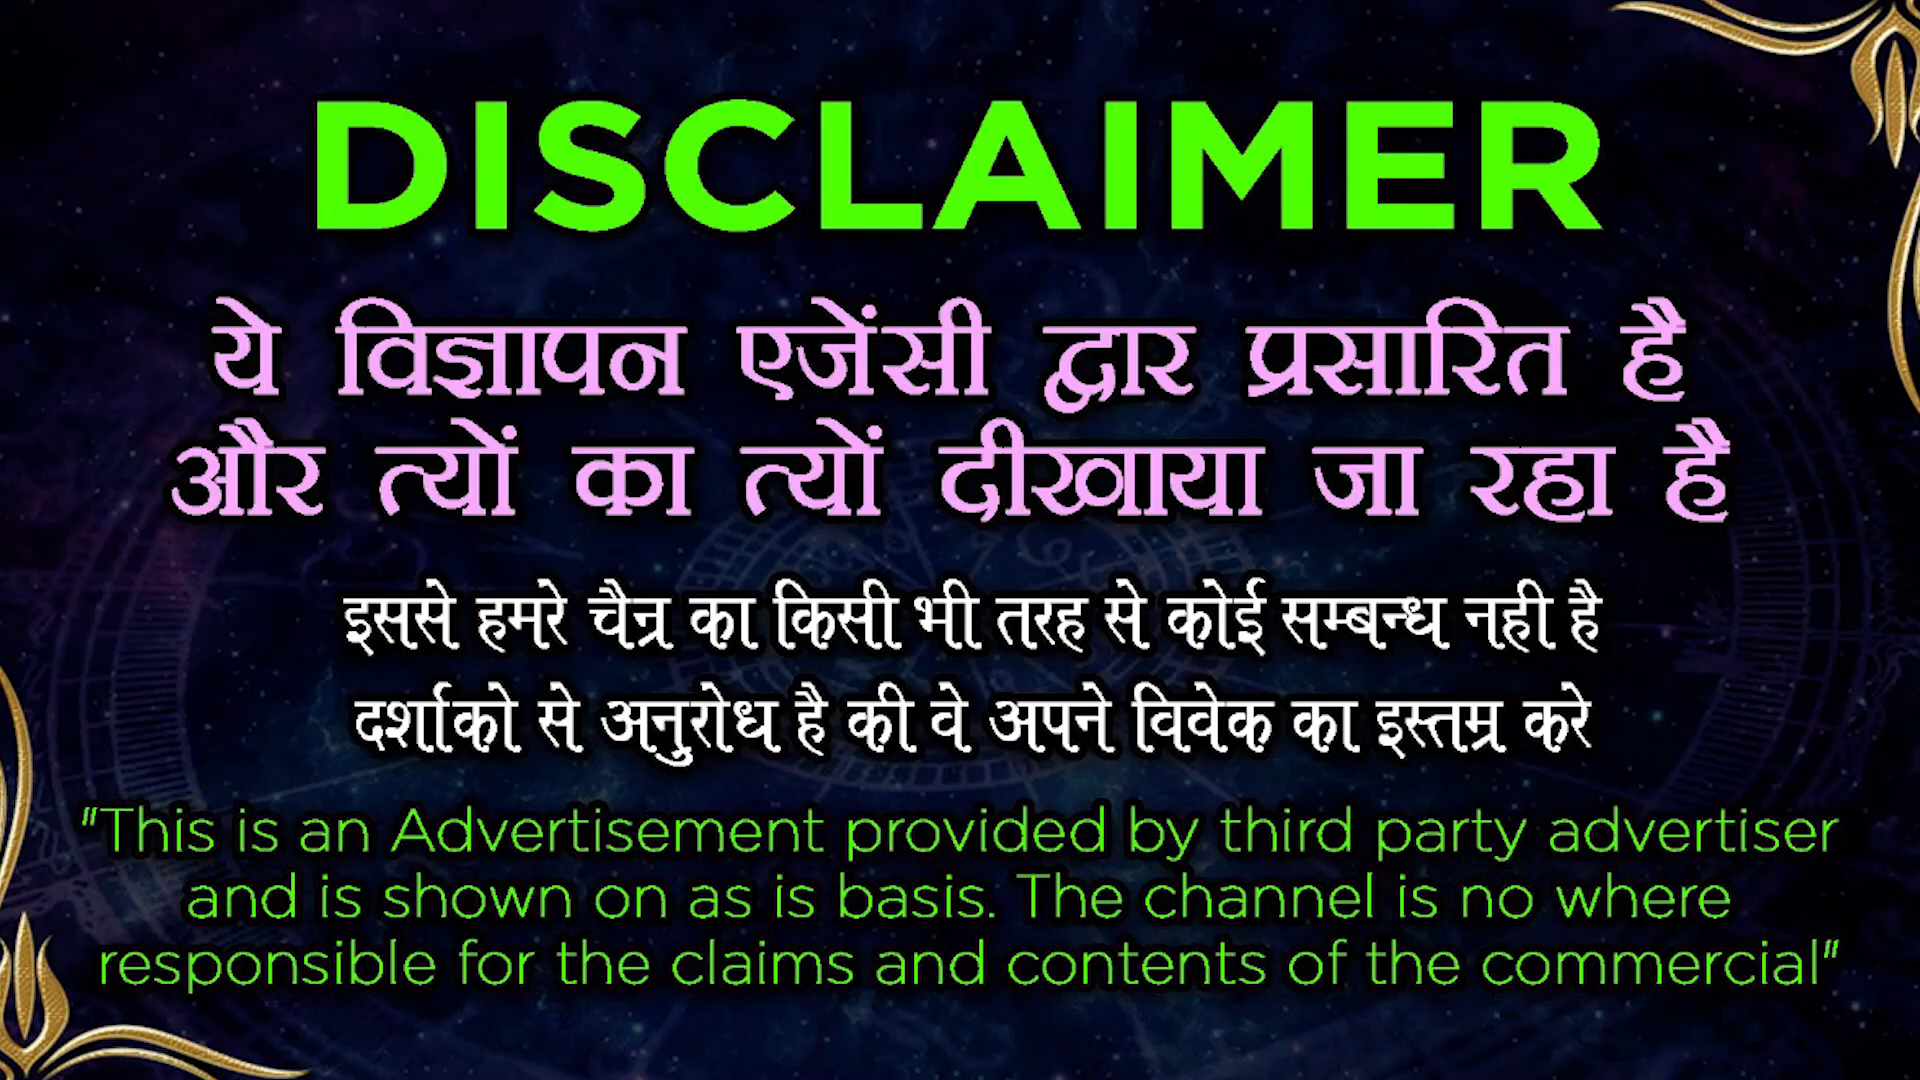 DISCLAIMER
ये विज्ञापन एजेंसी द्वार प्रसारित है
और त्यों का त्यों दीखाया जा रहा है
इससे हमरे चैन्र का किसी भी तरह से कोई सम्बन्ध नही है
दर्शाको से अनुरोध है की वे अपने विवेक का इस्तम्र करे
"This is an Advertisement provided by third party advertiser
and is shown on as is basis. The channel is no where
responsible for the claims and contents of the commercial"